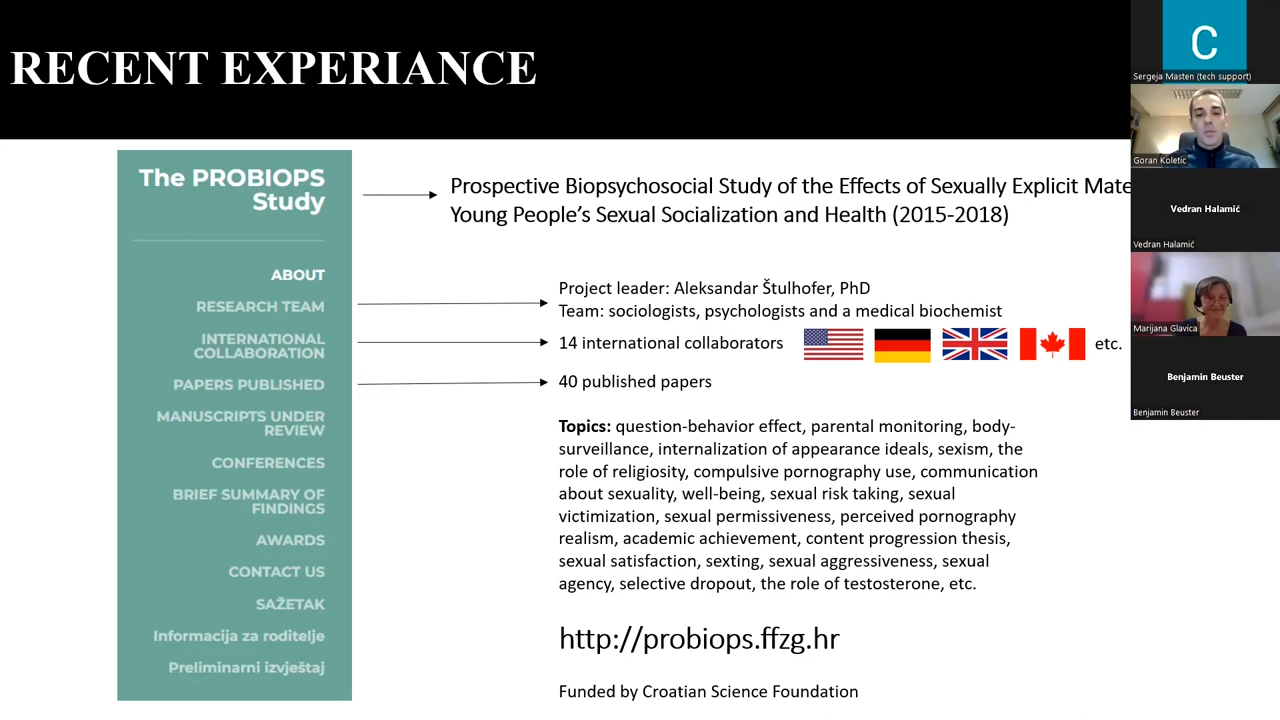 RECENT EXPERIANCE
The PROBIOPS
Study
ABOUT
RESEARCH TEAM
INTERNATIONAL
COLLABORATION
PAPERS PUBLISHED
MANUSCRIPTS UNDER
REVIEW
CONFERENCES
BRIEF SUMMARY OF
FINDINGS
AWARDS
CONTACT US
SAŽETAK
Informacija za roditelje
Preliminarni izvještaj
Prospective Biopsychosocial Study of the Effects of Sexually Explicit Mate
Young People’s Sexual Socialization and Health (2015-2018)
Project leader: Aleksandar Štulhofer, PhD
Team: sociologists, psychologists and a medical biochemist
14 international collaborators etc.
40 published papers
Topics: question-behavior effect, parental monitoring, body-
surveillance, internalization of appearance ideals, sexism, the
role of religiosity, compulsive pornography use, communication
about sexuality, well-being, sexual risk taking, sexual
victimization, sexual permissiveness, perceived pornography
realism, academic achievement, content progression thesis,
sexual satisfaction, sexting, sexual aggressiveness, sexual
agency, selective dropout, the role of testosterone, etc.
http://probiops.ffzg.hr
Funded by Croatian Science Foundation
C
Sergeja Masten (tech support)
Goran Koletic
Vedran Halamić
Vedran Halamić
Marijana Glavica
Benjamin Beuster
Benjamin Beuster